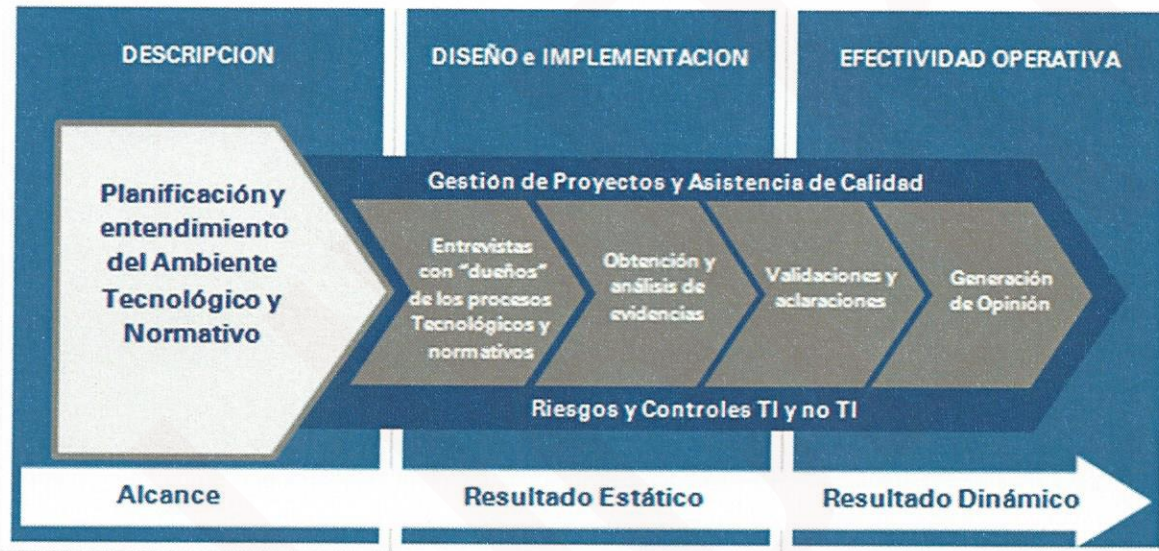 DESCRIPCION
DISEÑO e IMPLEMENTACION
EFECTIVIDAD OPERATIVA
Planificación y
entendimiento
del Ambiente
Tecnológico y
Normativo
Gestión de Proyectos y Asistencia de Calidad
Entrevistas
con "dueños"
de los procesos
Tecnológicos y
normativos
Obtención y
análisis de
evidencias
Validaciones y
aclaraciones
Generación
de Opinión
Riesgos y Controles TI y no TI
Alcance
Resultado Estático
Resultado Dinámico